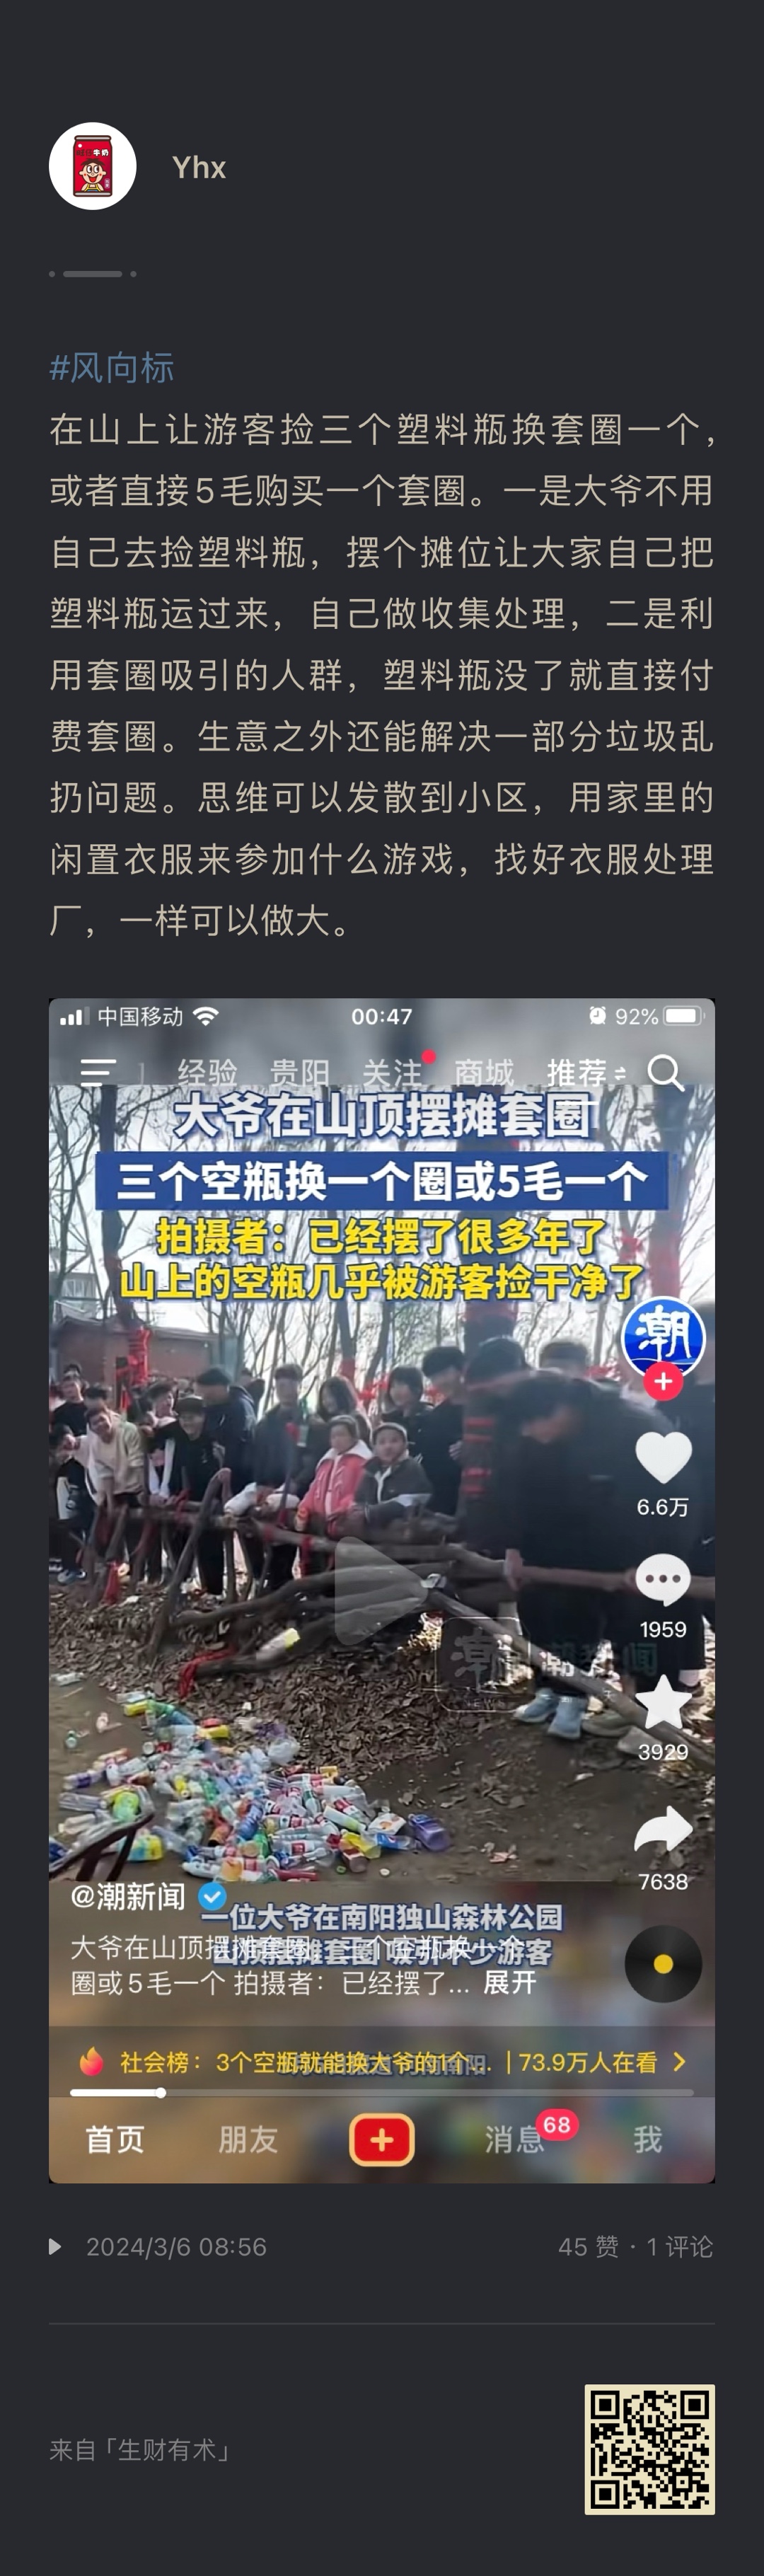 Yhx
#风向标
在山上让游客捡三个塑料瓶换套圈一个，
或者直接5毛购买一个套圈。一是大爷不用
自己去捡塑料瓶，摆个摊位让大家自己把
塑料瓶运过来，自己做收集处理，二是利
用套圈吸引的人群，塑料瓶没了就直接付
费套圈。生意之外还能解决一部分垃圾乱
扔问题。思维可以发散到小区，用家里的
闲置衣服来参加什么游戏，找好衣服处理
厂，一样可以做大。
中国移动 00:47 92%
经验 贵阳 关注 商城 推荐
大爷在山顶摆摊套圈
三个空瓶换一个圈或5毛一个
拍摄者：已经摆了很多年了
山上的空瓶几乎被游客捡干净了
潮
6.6万
1959
潮新闻
3929
7638
@潮新闻
一位大爷在南阳独山森林公园
山顶摆摊套圈 吸引不少游客
大爷在山顶摆摊套圈：三个空瓶换一个
圈或5毛一个 拍摄者：已经摆了... 展开
社会榜：3个空瓶就能换大爷的1个... | 73.9万人在看
首页 朋友 消息 68 我
2024/3/6 08:56 45 赞 · 1 评论
来自「生财有术」